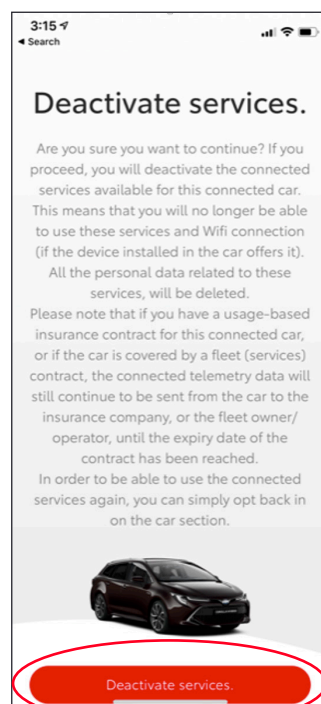 3:15
◀ Search
Deactivate services.
Are you sure you want to continue? If you
proceed, you will deactivate the connected
services available for this connected car.
This means that you will no longer be able
to use these services and Wifi connection
(if the device installed in the car offers it).
All the personal data related to these
services, will be deleted.
Please note that if you have a usage-based
insurance contract for this connected car,
or if the car is covered by a fleet (services)
contract, the connected telemetry data will
still continue to be sent from the car to the
insurance company, or the fleet owner/
operator, until the expiry date of the
contract has been reached.
In order to be able to use the connected
services again, you can simply opt back in
on the car section.
Deactivate services.